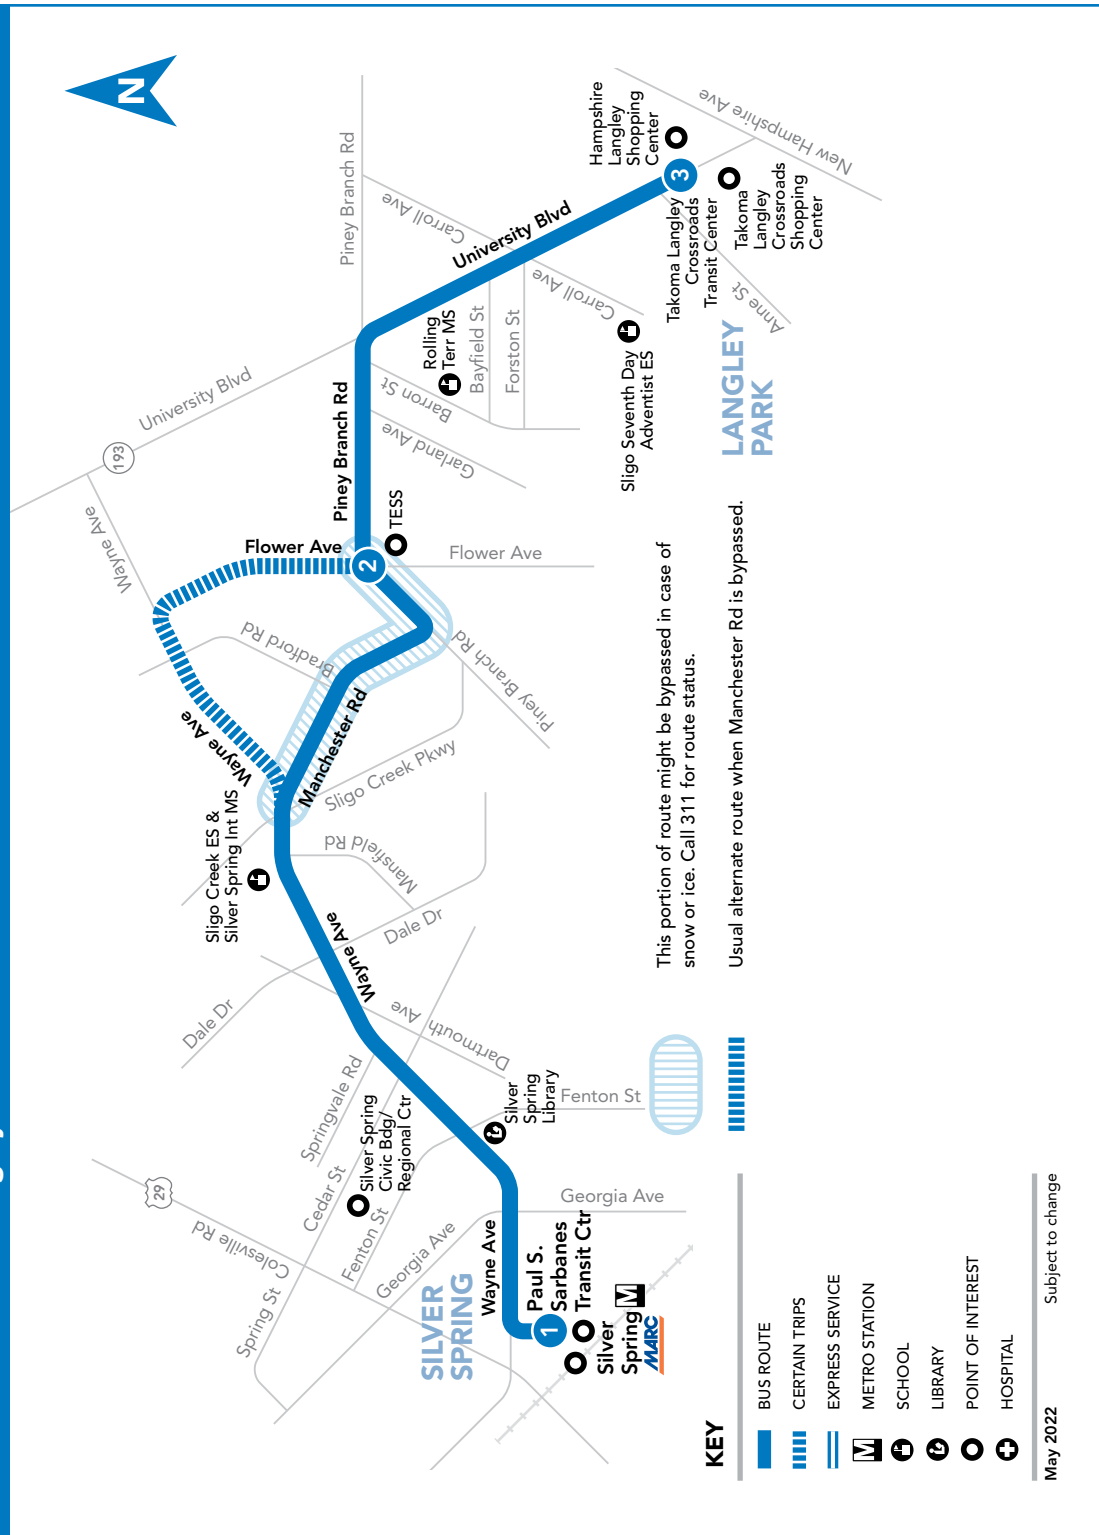 N
Hampshire
Langley
Shopping
Center
New Hampshire Ave
3
Takoma Langley
Crossroads
Transit Center
Takoma
Langley
Crossroads
Shopping
Center
Anne St
Piney Branch Rd
Carroll Ave
University Blvd
Carroll Ave
Rolling
Terr MS
Bayfield St
Forston St
Barron St
Garland Ave
Sligo Seventh Day
Adventist ES
LANGLEY
PARK
University Blvd
193
Piney Branch Rd
Wayne Ave
Flower Ave
2
TESS
Flower Ave
Bradford Rd
Piney Branch Rd
Wayne Ave
Manchester Rd
Sligo Creek Pkwy
Sligo Creek ES &
Silver Spring Int MS
Mansfield Rd
Dale Dr
Wayne Ave
Dale Dr
Dartmouth Ave
Springvale Rd
Silver
Spring
Library
Fenton St
Silver Spring
Civic Bdg/
Regional Ctr
Cedar St
Fenton St
29
Colesville Rd
Georgia Ave
Georgia Ave
Spring St
SILVER
SPRING
Wayne Ave
1
Paul S.
Sarbanes
Transit Ctr
Silver
Spring
M
MARC
This portion of route might be bypassed in case of
snow or ice. Call 311 for route status.
Usual alternate route when Manchester Rd is bypassed.
KEY
BUS ROUTE
CERTAIN TRIPS
EXPRESS SERVICE
M METRO STATION
SCHOOL
LIBRARY
POINT OF INTEREST
HOSPITAL
May 2022
Subject to change